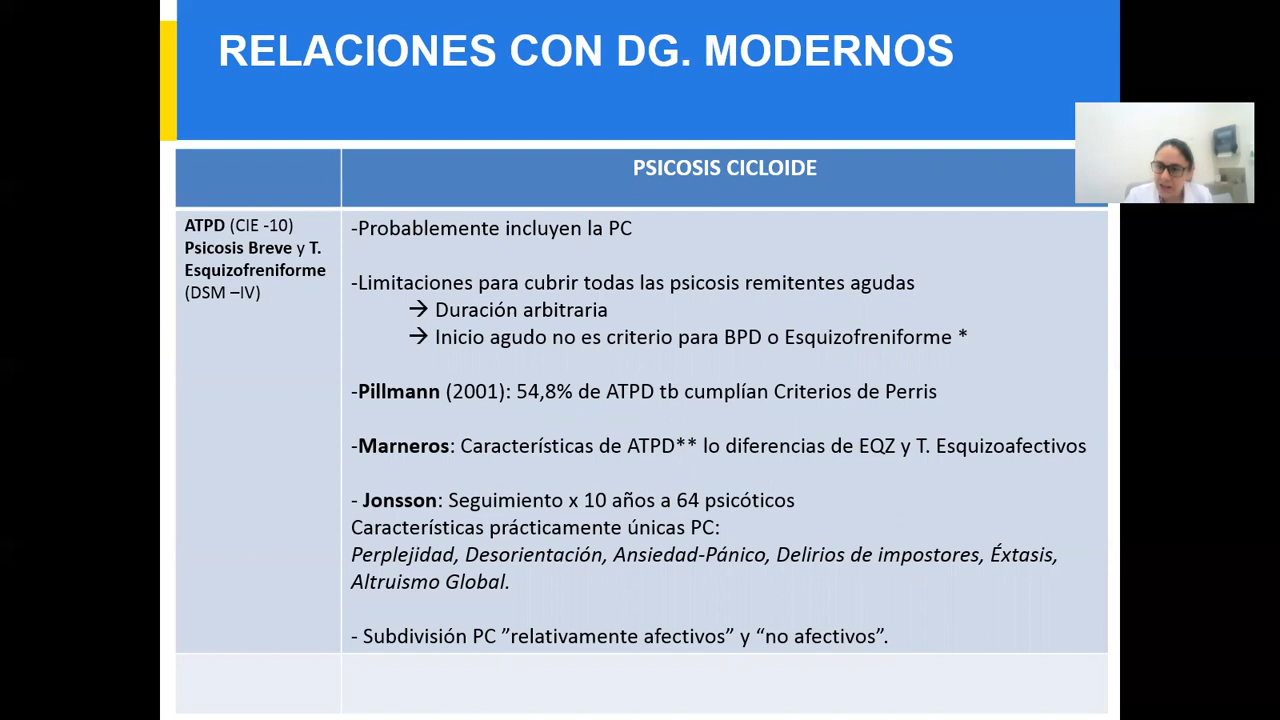 RELACIONES CON DG. MODERNOS
PSICOSIS CICLOIDE
ATPD (CIE -10)
Psicosis Breve y T.
Esquizofreniforme
(DSM –IV)
-Probablemente incluyen la PC
-Limitaciones para cubrir todas las psicosis remitentes agudas
→ Duración arbitraria
→ Inicio agudo no es criterio para BPD o Esquizofreniforme *
-Pillmann (2001): 54,8% de ATPD tb cumplían Criterios de Perris
-Marneros: Características de ATPD** lo diferencias de EQZ y T. Esquizoafectivos
- Jonsson: Seguimiento x 10 años a 64 psicóticos
Características prácticamente únicas PC:
Perplejidad, Desorientación, Ansiedad-Pánico, Delirios de impostores, Éxtasis,
Altruismo Global.
- Subdivisión PC ”relativamente afectivos” y “no afectivos”.